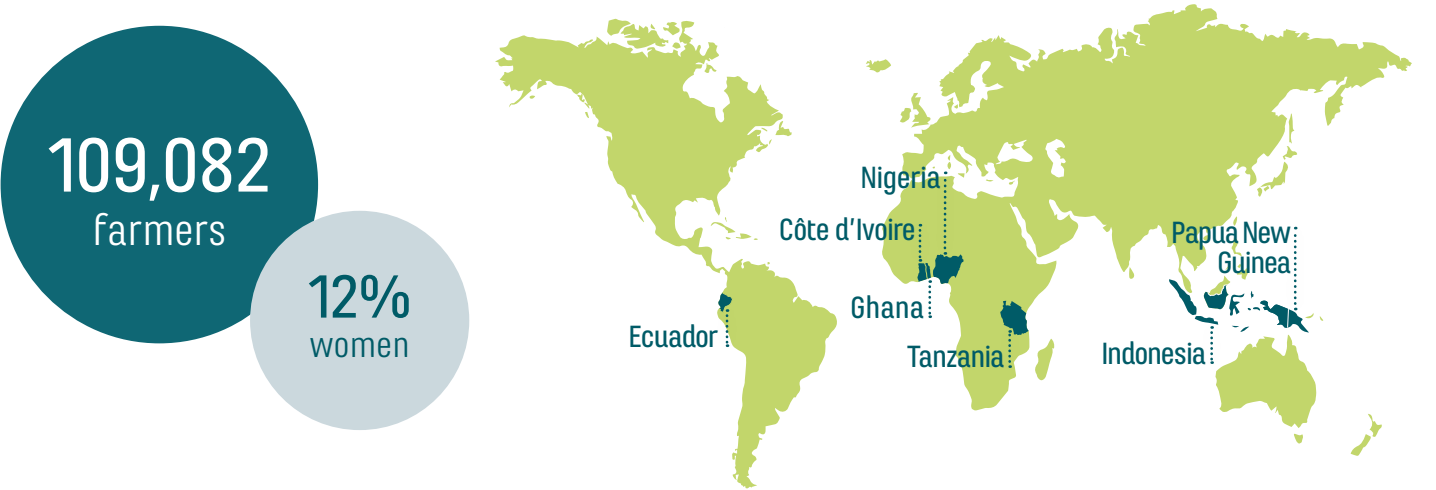 109,082
farmers
12%
women
Nigeria
Côte d'Ivoire
Ghana
Ecuador
Tanzania
Papua New
Guinea
Indonesia